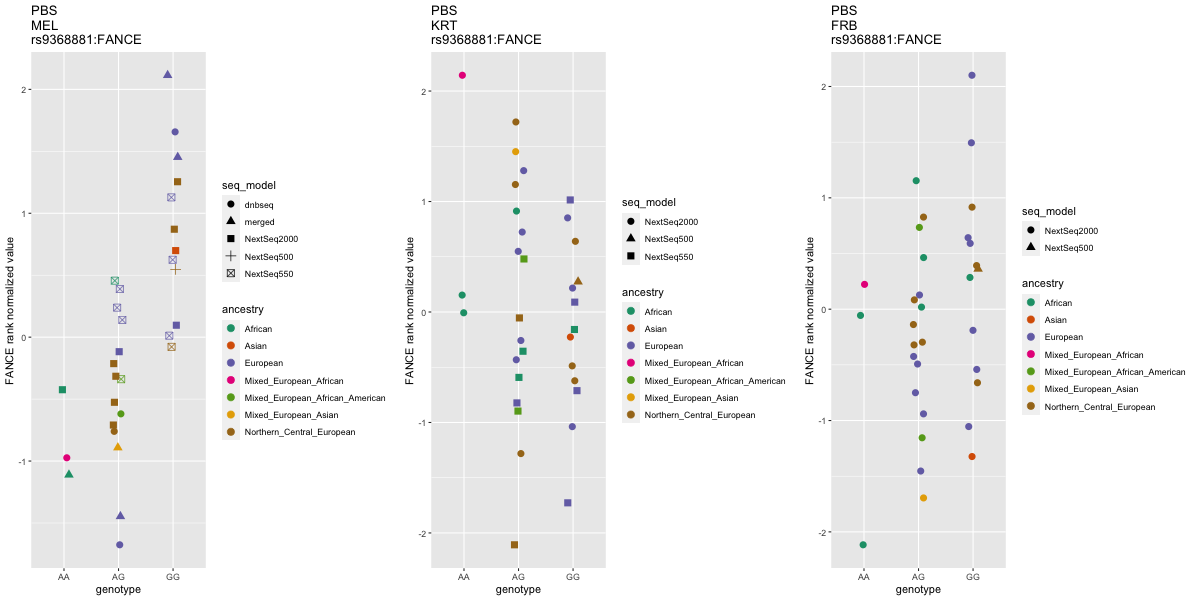 PBS
MEL
rs9368881:FANCE
FANCE rank normalized value
2
1
0
-1
AA
AG
GG
genotype
seq_model
dnbseq
merged
NextSeq2000
NextSeq500
NextSeq550
ancestry
African
Asian
European
Mixed_European_African
Mixed_European_African_American
Mixed_European_Asian
Northern_Central_European
PBS
KRT
rs9368881:FANCE
FANCE rank normalized value
2
1
0
-1
-2
AA
AG
GG
genotype
seq_model
NextSeq2000
NextSeq500
NextSeq550
ancestry
African
Asian
European
Mixed_European_African
Mixed_European_African_American
Mixed_European_Asian
Northern_Central_European
PBS
FRB
rs9368881:FANCE
FANCE rank normalized value
2
1
0
-1
-2
AA
AG
GG
genotype
seq_model
NextSeq2000
NextSeq500
ancestry
African
Asian
European
Mixed_European_African
Mixed_European_African_American
Mixed_European_Asian
Northern_Central_European